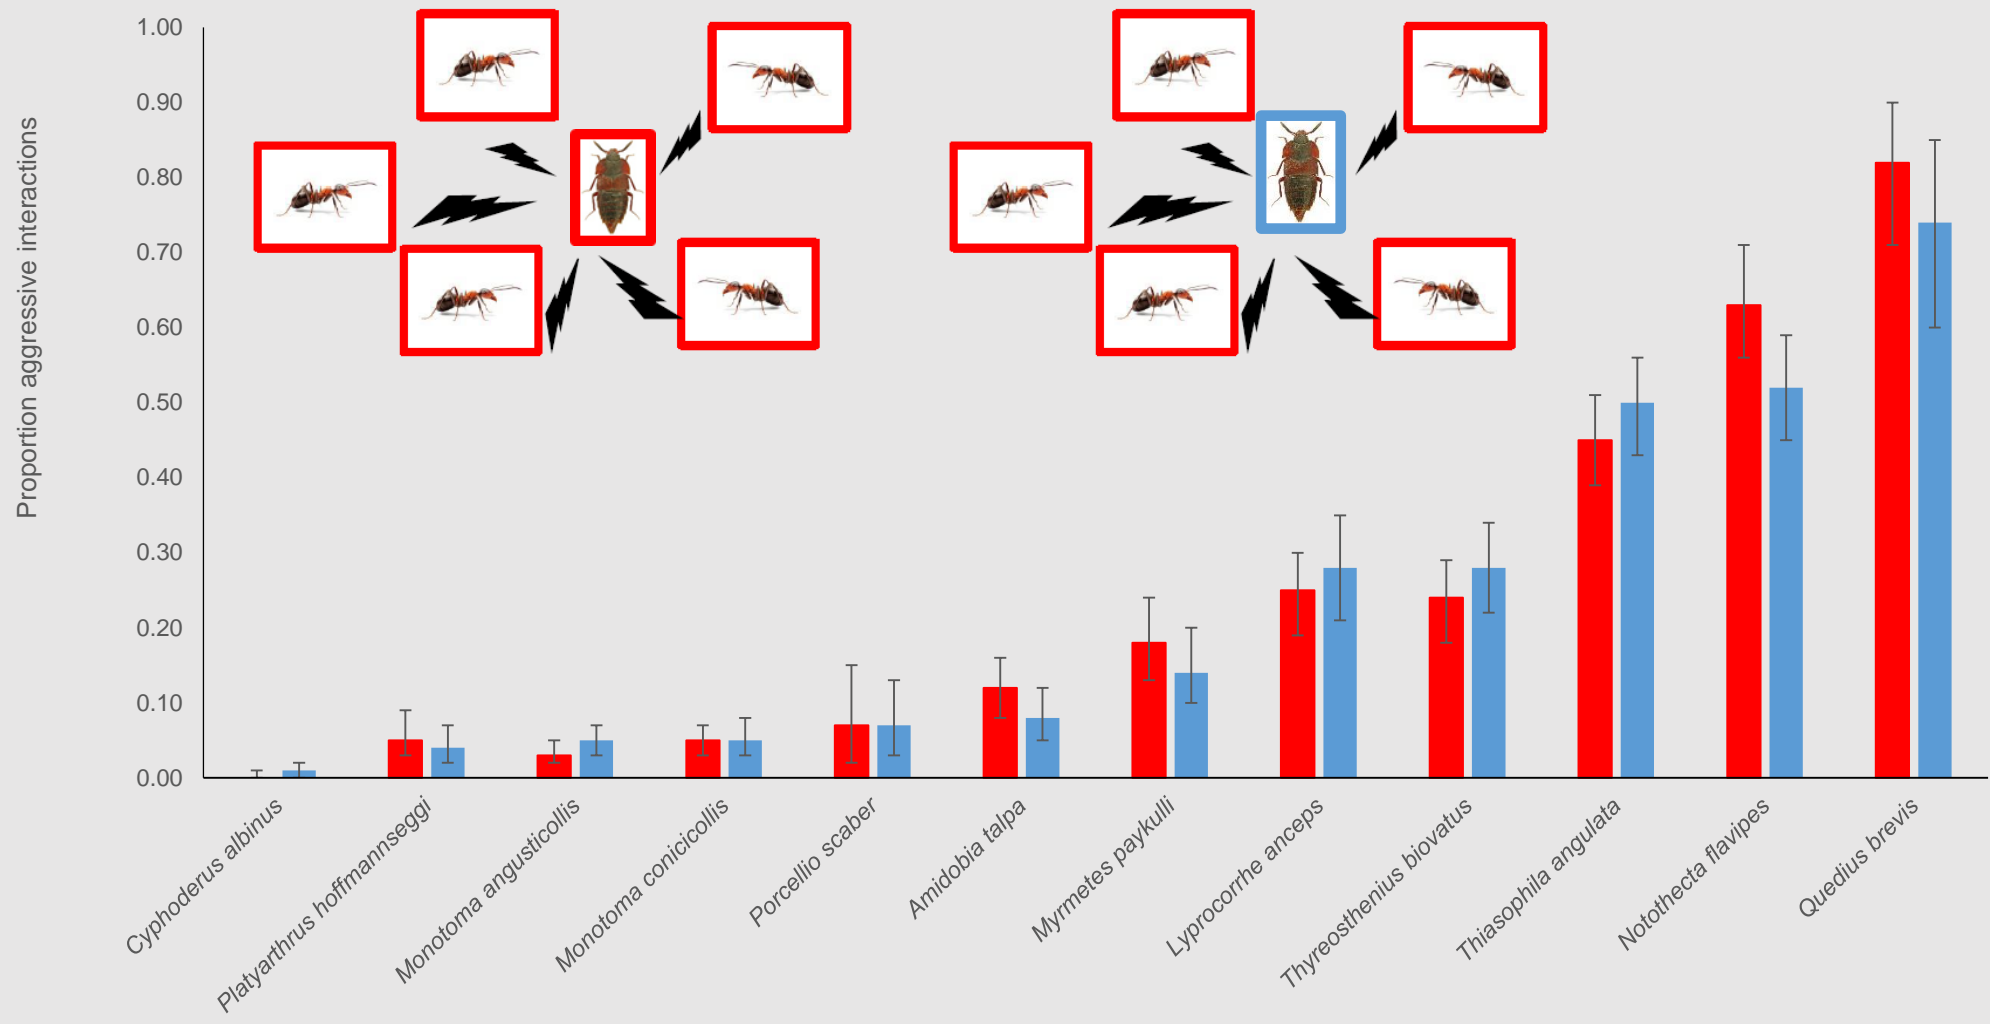 Proportion aggressive interactions
1.00
0.90
0.80
0.70
0.60
0.50
0.40
0.30
0.20
0.10
0.00
Cyphoderus albinus
Platyarthrus hoffmannseggi
Monotoma angusticollis
Monotoma conicicollis
Porcellio scaber
Amidobia talpa
Myrmetes paykulli
Lyprocorrhe anceps
Thyreosthenius biovatus
Thiasophila angulata
Notothecta flavipes
Quedius brevis